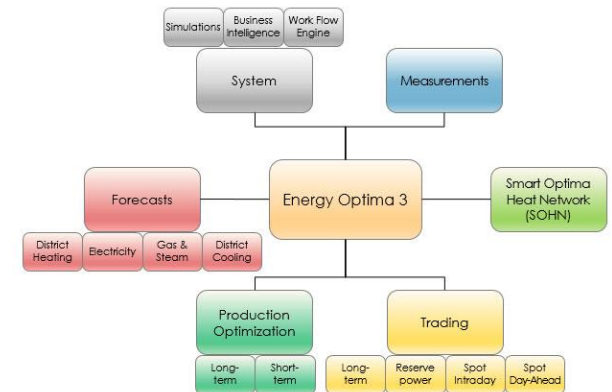 Simulations
Business
Intelligence
Work Flow
Engine
System
Measurements
Forecasts
District
Heating
Electricity
Gas &
Steam
District
Cooling
Energy Optima 3
Smart Optima
Heat Network
(SOHN)
Production
Optimization
Long-
term
Short-
term
Trading
Long-
term
Reserve
power
Spot
Intraday
Spot
Day-Ahead